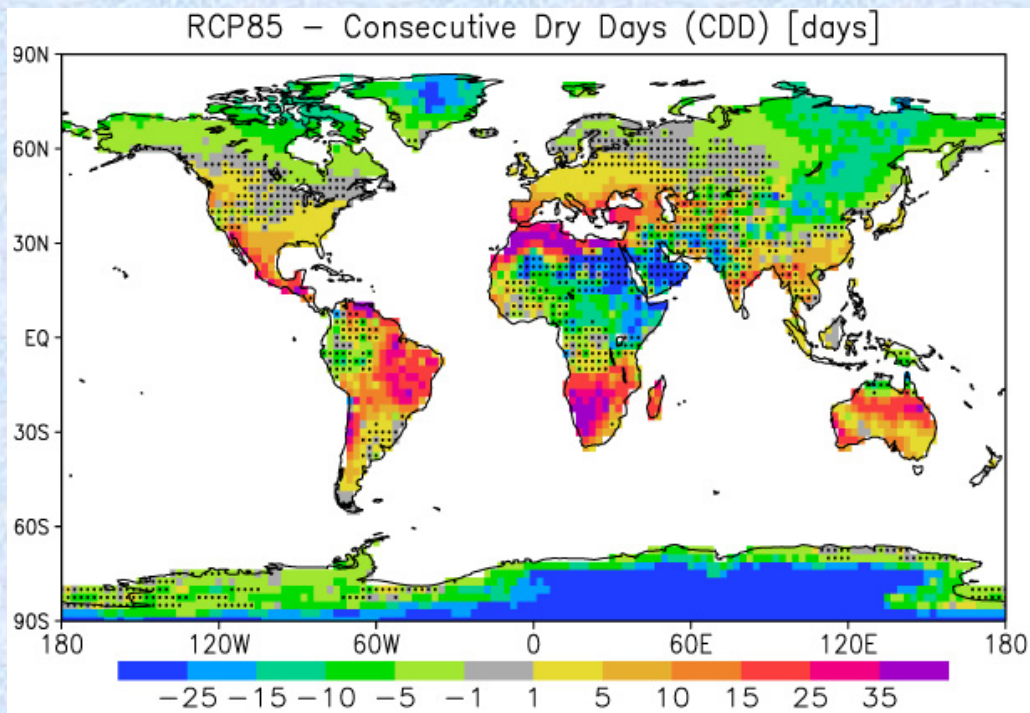 RCP85 – Consecutive Dry Days (CDD) [days]
90N
60N
30N
EQ
30S
60S
90S
180 120W 60W 0 60E 120E 180
−25 −15 −10 −5 −1 1 5 10 15 25 35